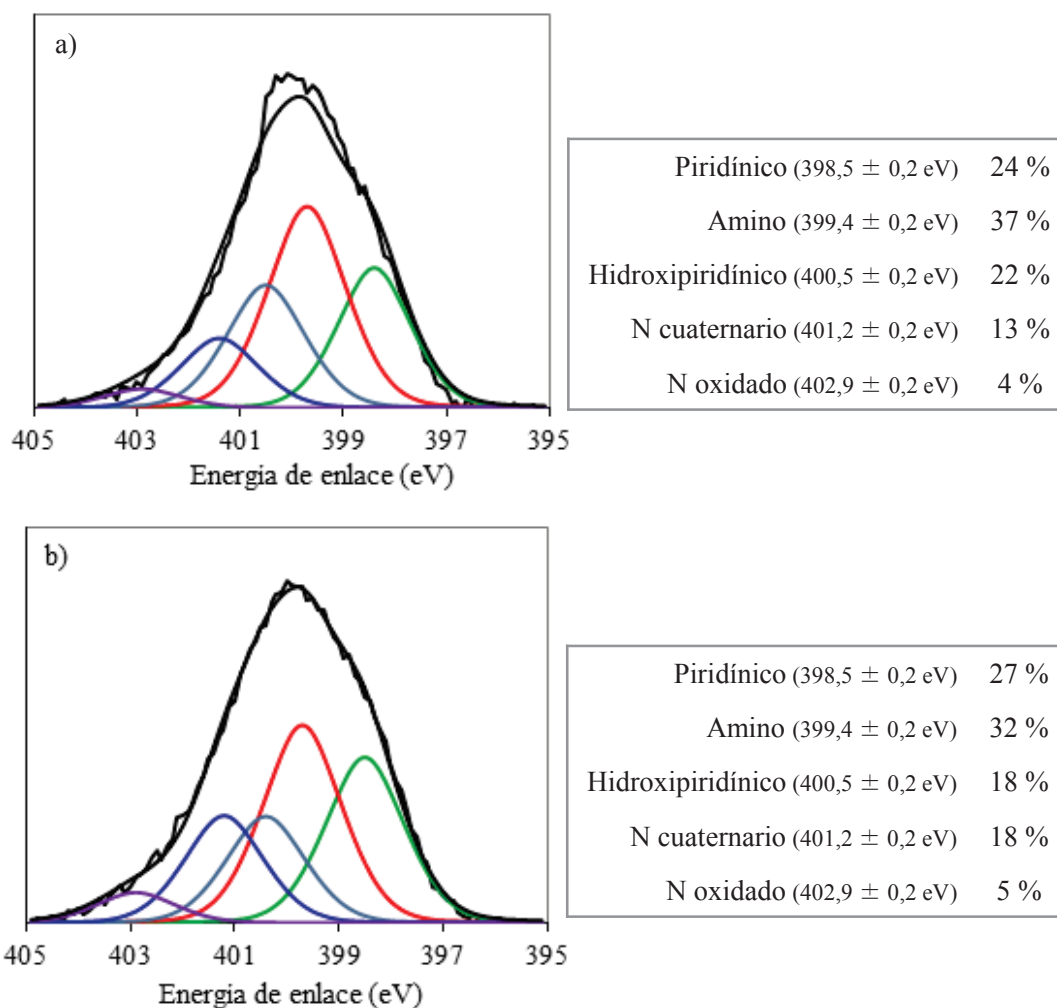 a)
Piridínico (398,5 ± 0,2 eV) 24 %
Amino (399,4 ± 0,2 eV) 37 %
Hidroxipiridínico (400,5 ± 0,2 eV) 22 %
N cuaternario (401,2 ± 0,2 eV) 13 %
N oxidado (402,9 ± 0,2 eV) 4 %
405 403 401 399 397 395
Energia de enlace (eV)
b)
Piridínico (398,5 ± 0,2 eV) 27 %
Amino (399,4 ± 0,2 eV) 32 %
Hidroxipiridínico (400,5 ± 0,2 eV) 18 %
N cuaternario (401,2 ± 0,2 eV) 18 %
N oxidado (402,9 ± 0,2 eV) 5 %
405 403 401 399 397 395
Energia de enlace (eV)